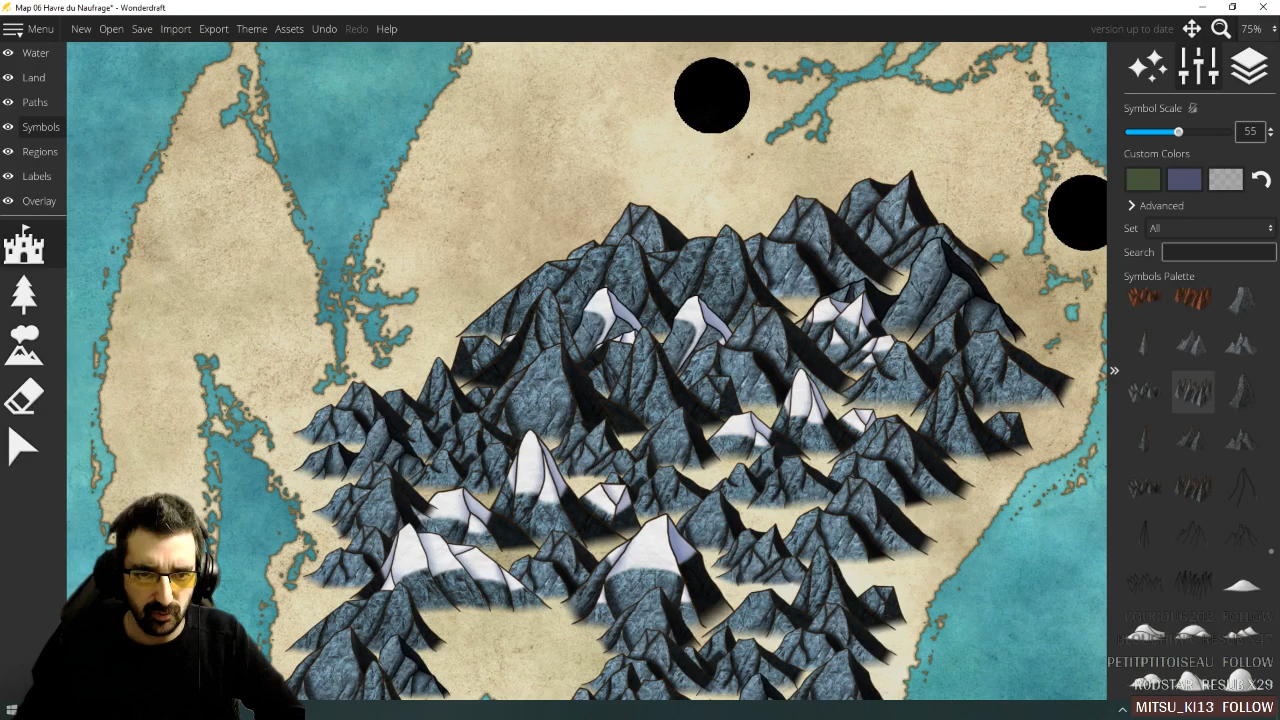 Map 06 Havre du Naufrage* - Wonderdraft
Menu New Open Save Import Export Theme Assets Undo Redo Help version up to date 75%
Water
Land
Paths
Symbols
Regions
Labels
Overlay
Symbol Scale
55
Custom Colors
Advanced
Set All
Search
Symbols Palette
FOLLOW
PETITPTITOISEAU FOLLOW
RODSTAR RESUB X29
MITSU_KI13 FOLLOW